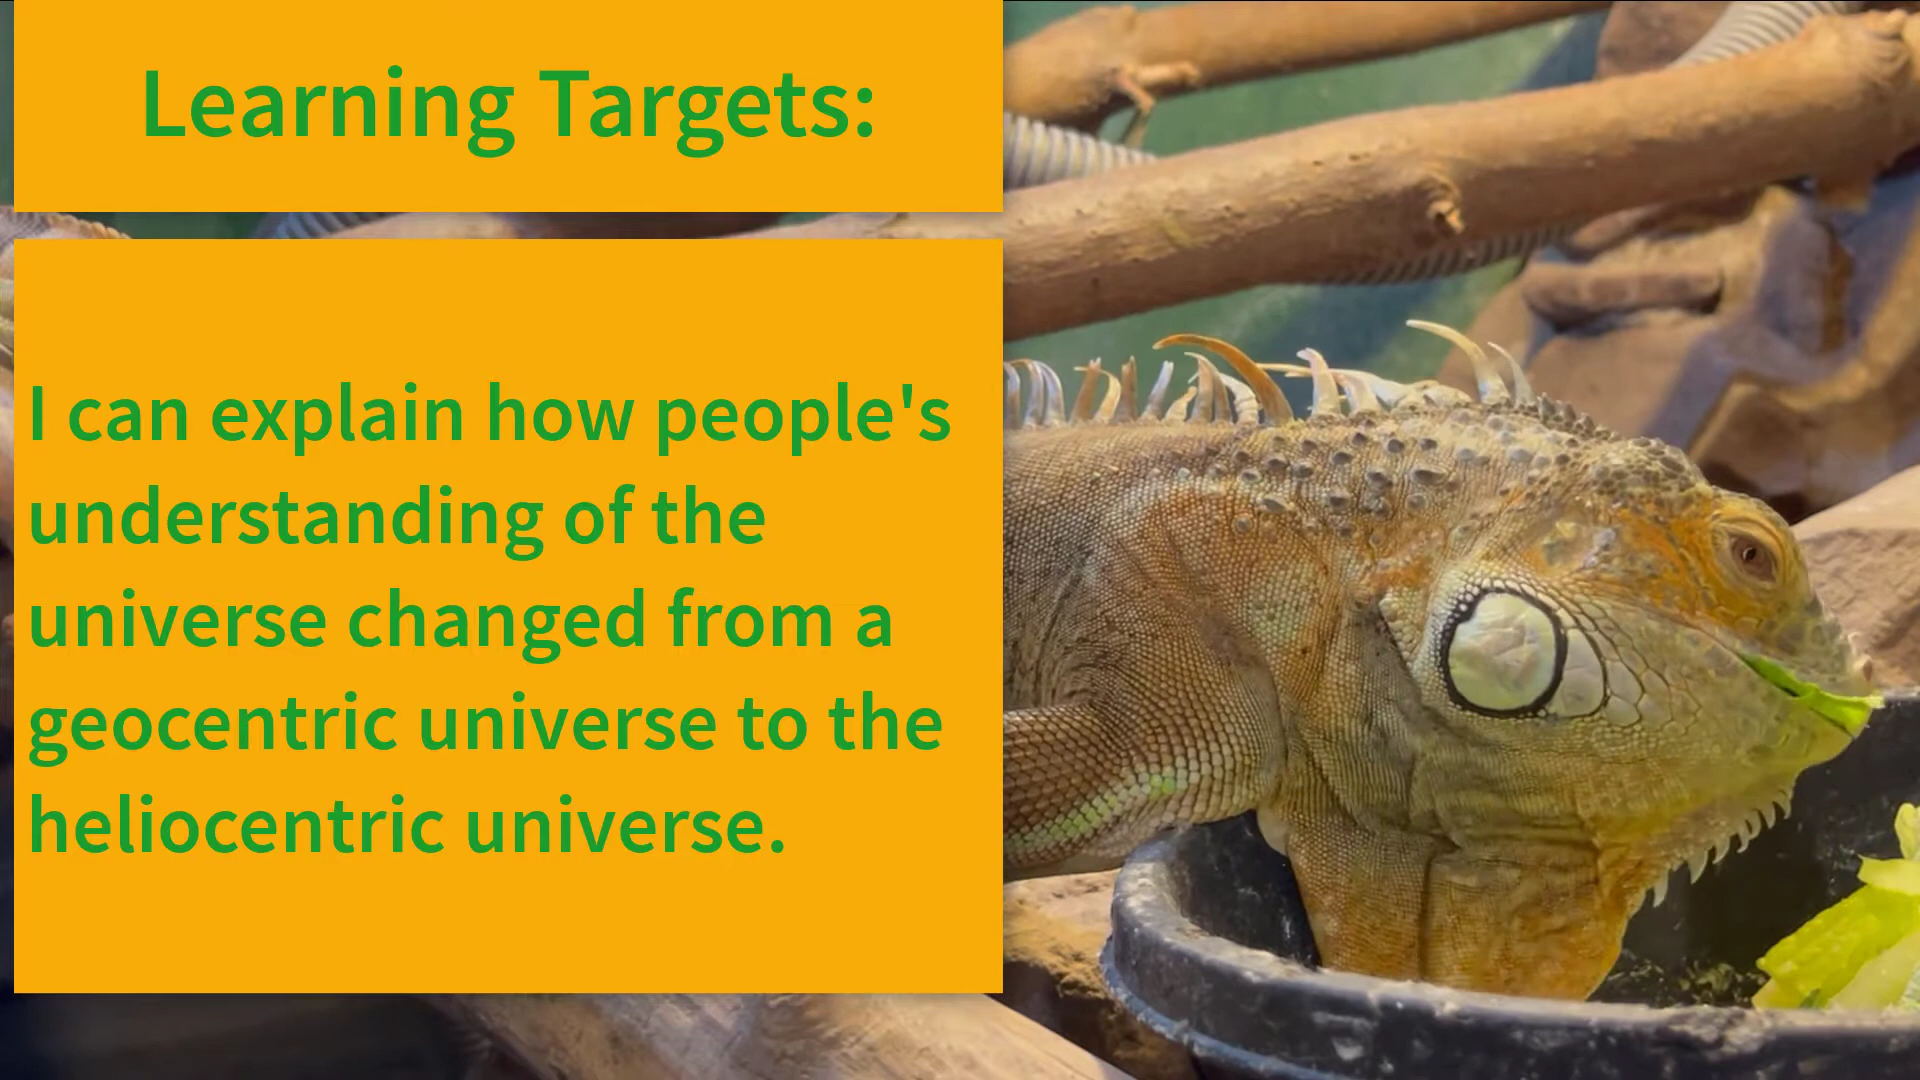 Learning Targets:
I can explain how people's
understanding of the
universe changed from a
geocentric universe to the
heliocentric universe.